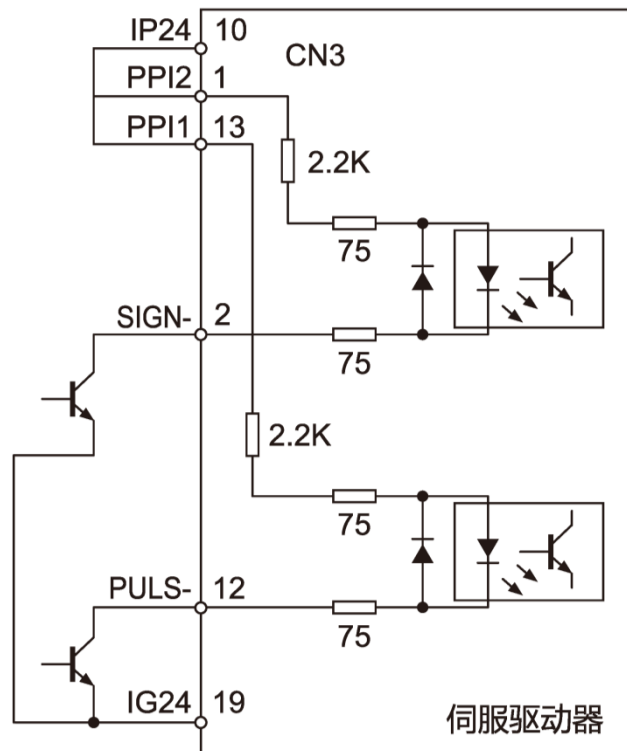 IP24 10
CN3
PPI2 1
PPI1 13
2.2K
75
SIGN- 2
75
2.2K
75
PULS- 12
75
IG24 19
伺服驱动器